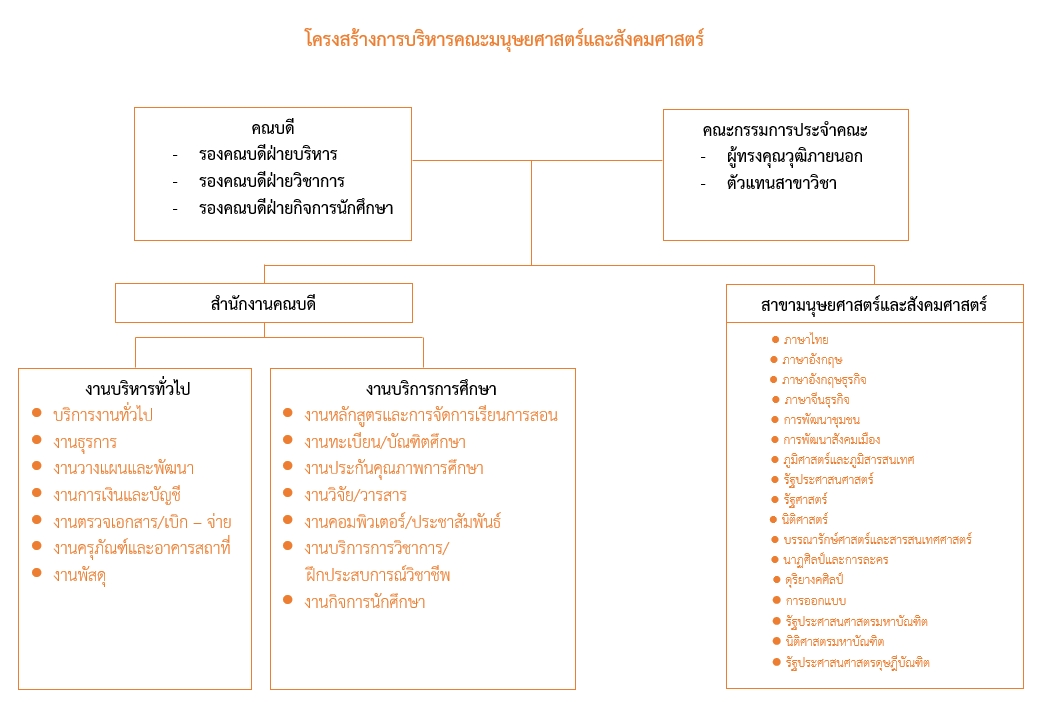 โครงสร้างการบริหารคณะมนุษยศาสตร์และสังคมศาสตร์
คณบดี
- รองคณบดีฝ่ายบริหาร
- รองคณบดีฝ่ายวิชาการ
- รองคณบดีฝ่ายกิจการนักศึกษา
คณะกรรมการประจำคณะ
- ผู้ทรงคุณวุฒิภายนอก
- ตัวแทนสาขาวิชา
สำนักงานคณบดี
งานบริหารทั่วไป
● บริการงานทั่วไป
● งานธุรการ
● งานวางแผนและพัฒนา
● งานการเงินและบัญชี
● งานตรวจเอกสาร/เบิก – จ่าย
● งานครุภัณฑ์และอาคารสถาที่
● งานพัสดุ
งานบริการการศึกษา
● งานหลักสูตรและการจัดการเรียนการสอน
● งานทะเบียน/บัณฑิตศึกษา
● งานประกันคุณภาพการศึกษา
● งานวิจัย/วารสาร
● งานคอมพิวเตอร์/ประชาสัมพันธ์
● งานบริการการวิชาการ/
ฝึกประสบการณ์วิชาชีพ
● งานกิจการนักศึกษา
สาขามนุษยศาสตร์และสังคมศาสตร์
● ภาษาไทย
● ภาษาอังกฤษ
● ภาษาอังกฤษธุรกิจ
● ภาษาจีนธุรกิจ
● การพัฒนาชุมชน
● การพัฒนาสังคมเมือง
● ภูมิศาสตร์และภูมิสารสนเทศ
● รัฐประศาสนศาสตร์
● รัฐศาสตร์
● นิติศาสตร์
● บรรณารักษ์ศาสตร์และสารสนเทศศาสตร์
● นาฏศิลป์และการละคร
● ดุริยางคศิลป์
● การออกแบบ
● รัฐประศาสนศาสตรมหาบัณฑิต
● นิติศาสตรมหาบัณฑิต
● รัฐประศาสนศาสตรดุษฎีบัณฑิต